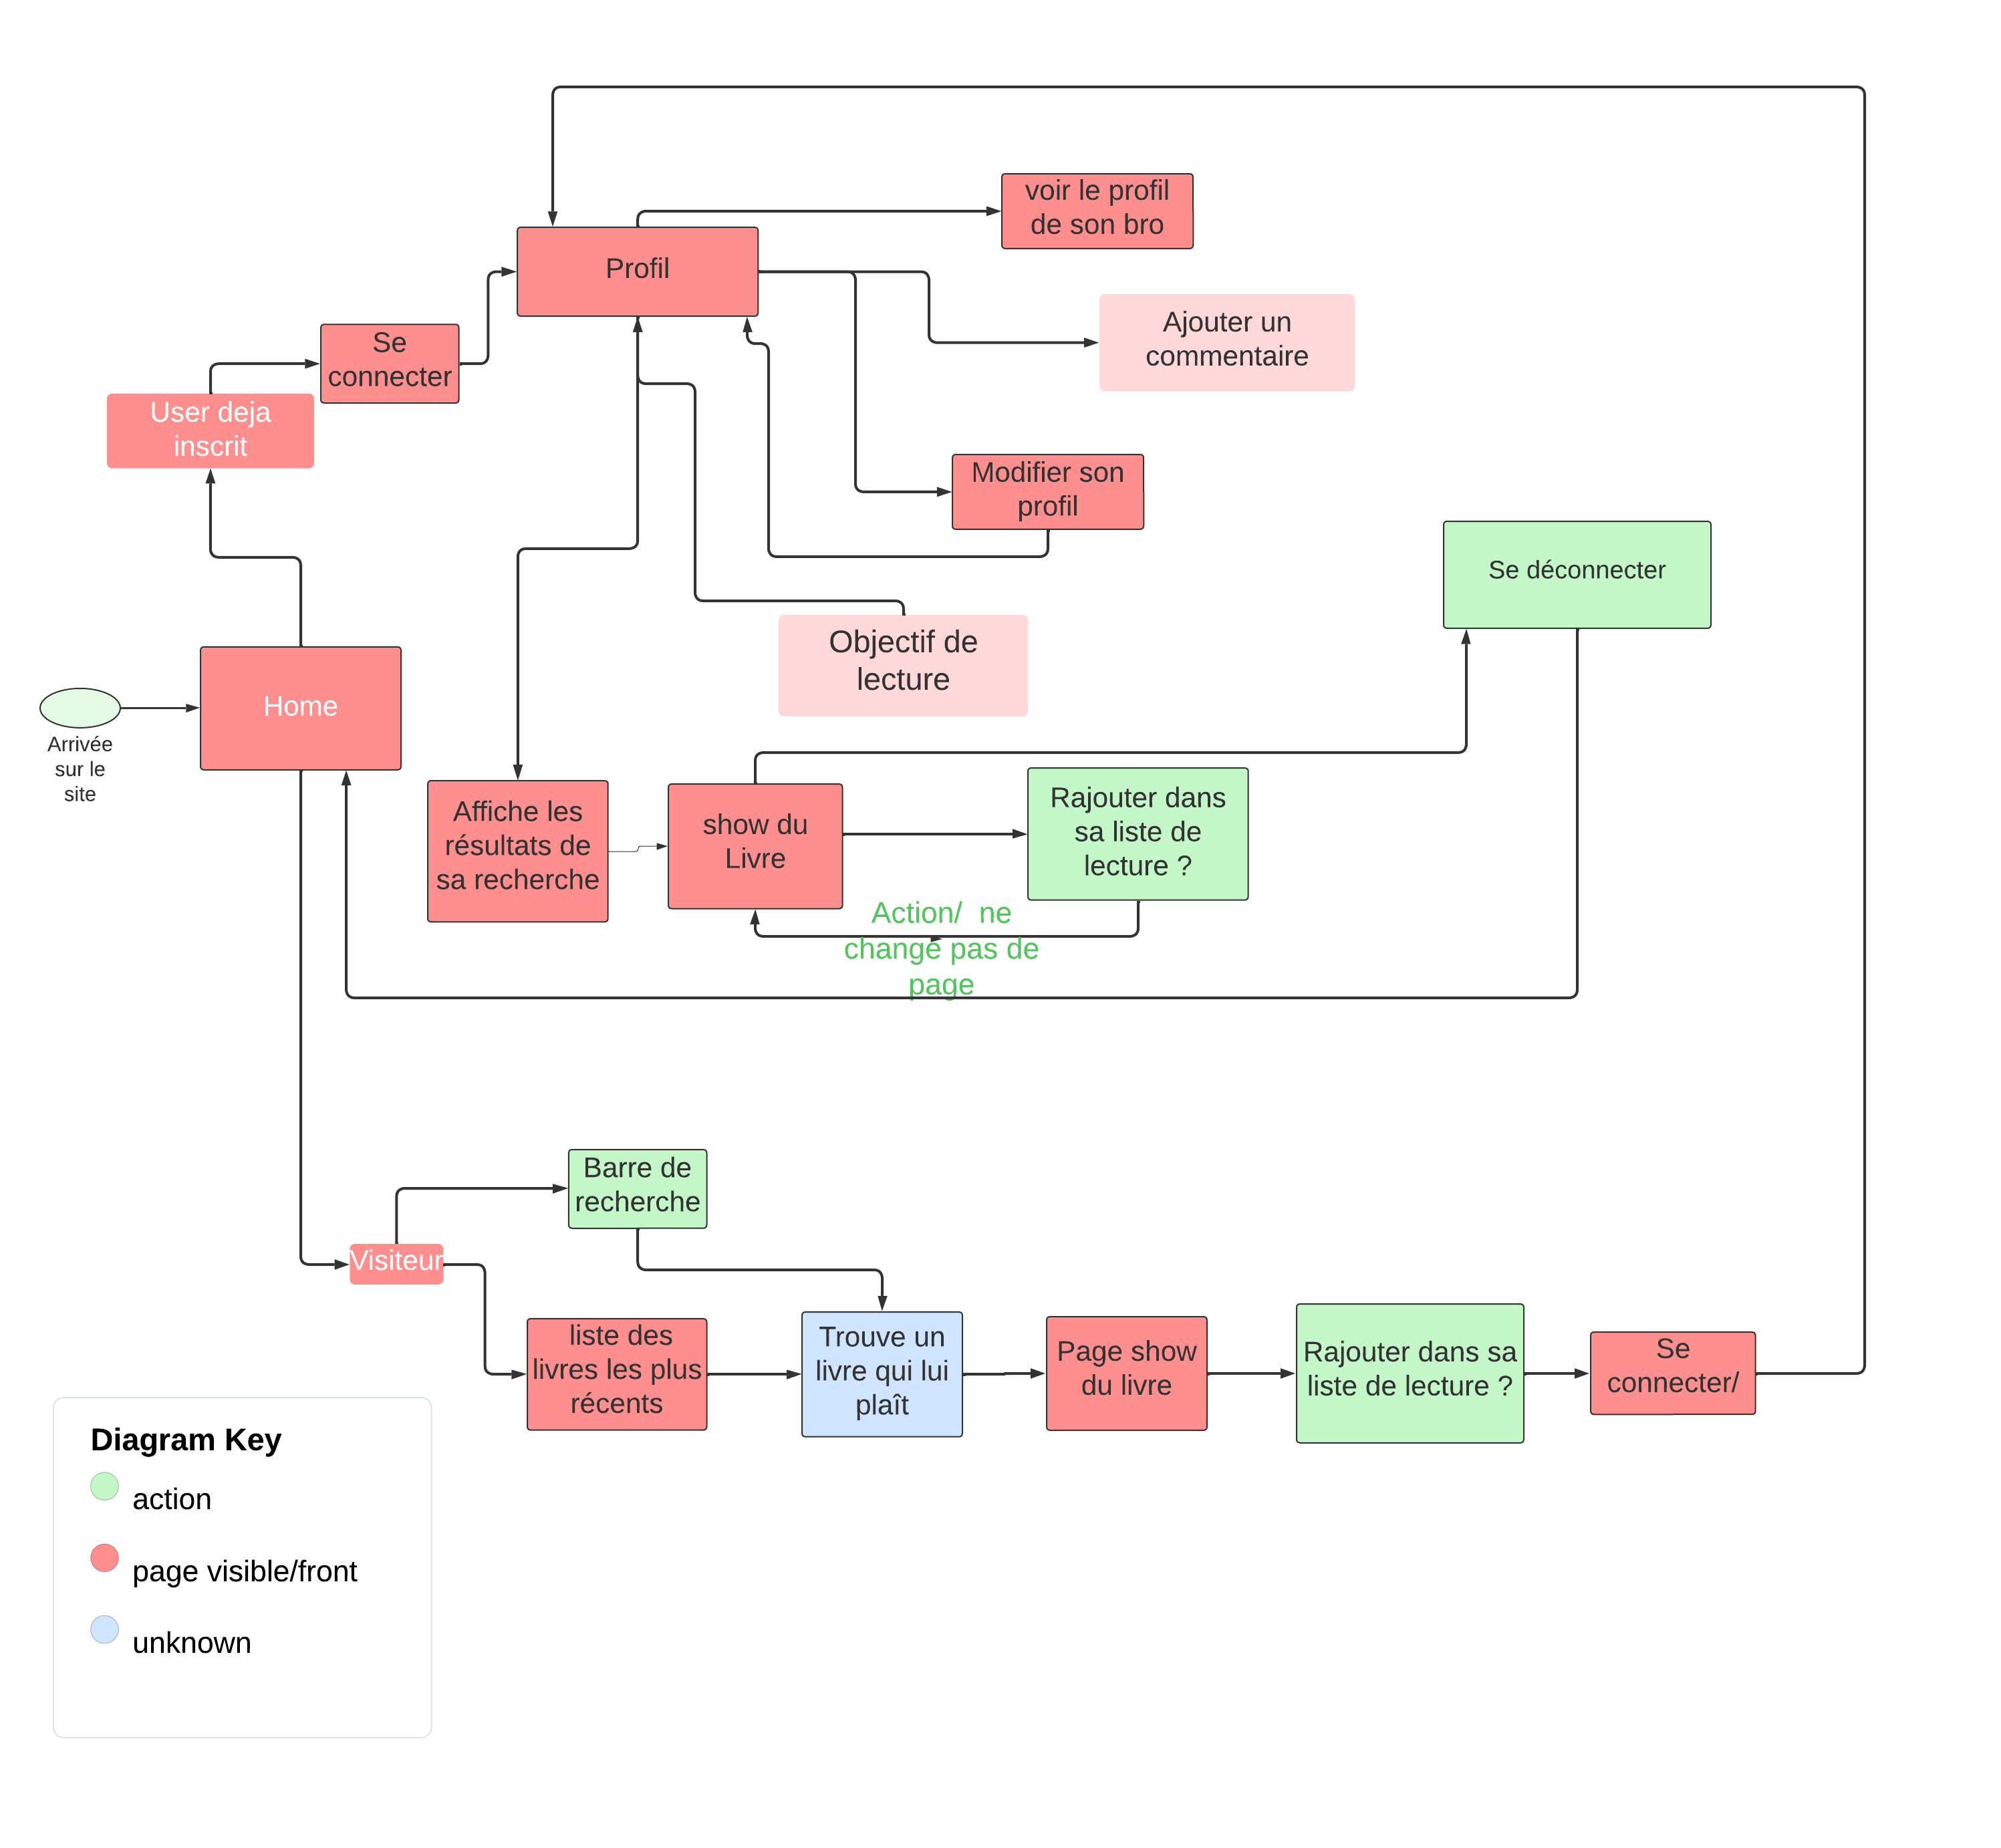 voir le profil
de son bro
Profil
Ajouter un
commentaire
Se
connecter
User deja
inscrit
Modifier son
profil
Se déconnecter
Objectif de
lecture
Home
Arrivée
sur le
site
Affiche les
résultats de
sa recherche
show du
Livre
Rajouter dans
sa liste de
lecture ?
Action/  ne
change pas de
page
Barre de
recherche
Visiteur
liste des
livres les plus
récents
Trouve un
livre qui lui
plaît
Page show
du livre
Rajouter dans sa
liste de lecture ?
Se
connecter/
Diagram Key
action
page visible/front
unknown